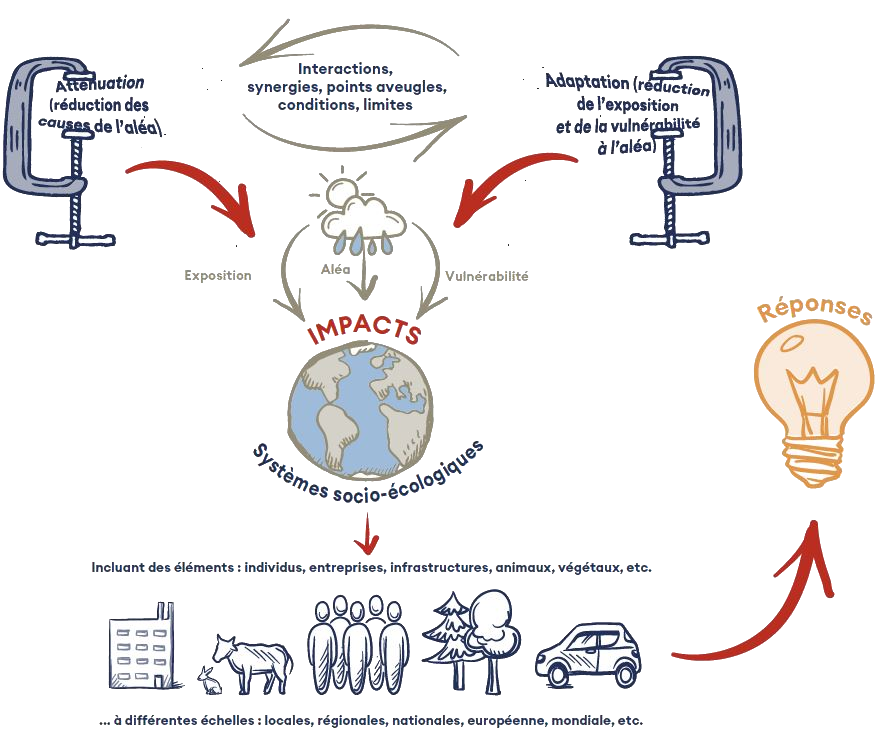 Interactions,
synergies, points aveugles,
conditions, limites
Atténuation
(réduction des
causes de l'aléa)
Adaptation (réduction
de l'exposition
et de la vulnérabilité
à l'aléa)
Exposition
Aléa
Vulnérabilité
IMPACTS
Systèmes socio-écologiques
Réponses
Incluant des éléments : individus, entreprises, infrastructures, animaux, végétaux, etc.
... à différentes échelles : locales, régionales, nationales, européenne, mondiale, etc.